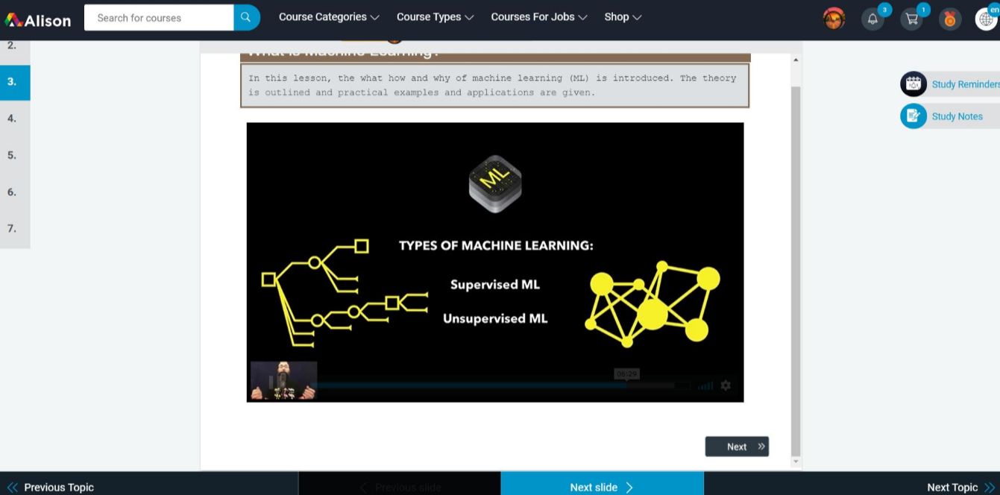 Alison
Search for courses
Course Categories
Course Types
Courses For Jobs
Shop
3
1
en
2.
3.
4.
5.
6.
7.
What is Machine Learning?
In this lesson, the what how and why of machine learning (ML) is introduced. The theory
is outlined and practical examples and applications are given.
Study Reminders
Study Notes
ML
TYPES OF MACHINE LEARNING:
Supervised ML
Unsupervised ML
06:29
Next
Previous Topic
Previous slide
Next slide
Next Topic